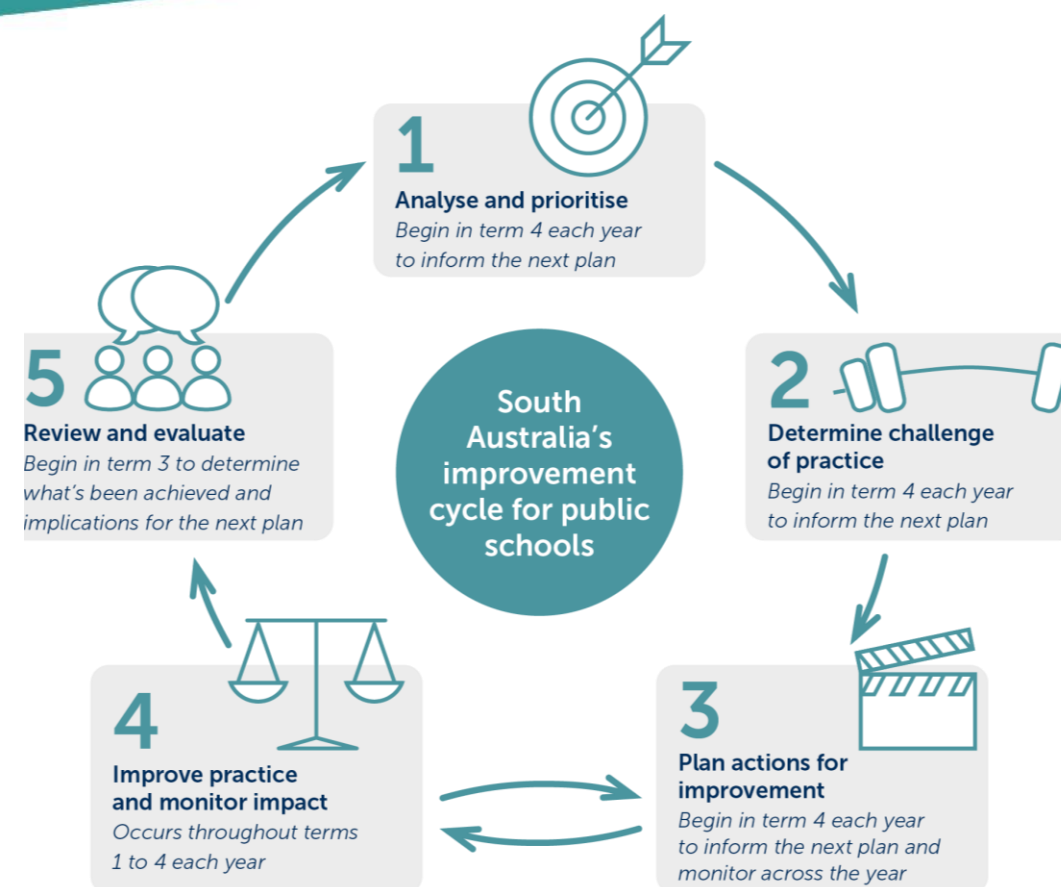 1
Analyse and prioritise
Begin in term 4 each year
to inform the next plan
2
Determine challenge
of practice
Begin in term 4 each year
to inform the next plan
3
Plan actions for
improvement
Begin in term 4 each year
to inform the next plan and
monitor across the year
4
Improve practice
and monitor impact
Occurs throughout terms
1 to 4 each year
5
Review and evaluate
Begin in term 3 to determine
what's been achieved and
implications for the next plan
South
Australia's
improvement
cycle for public
schools